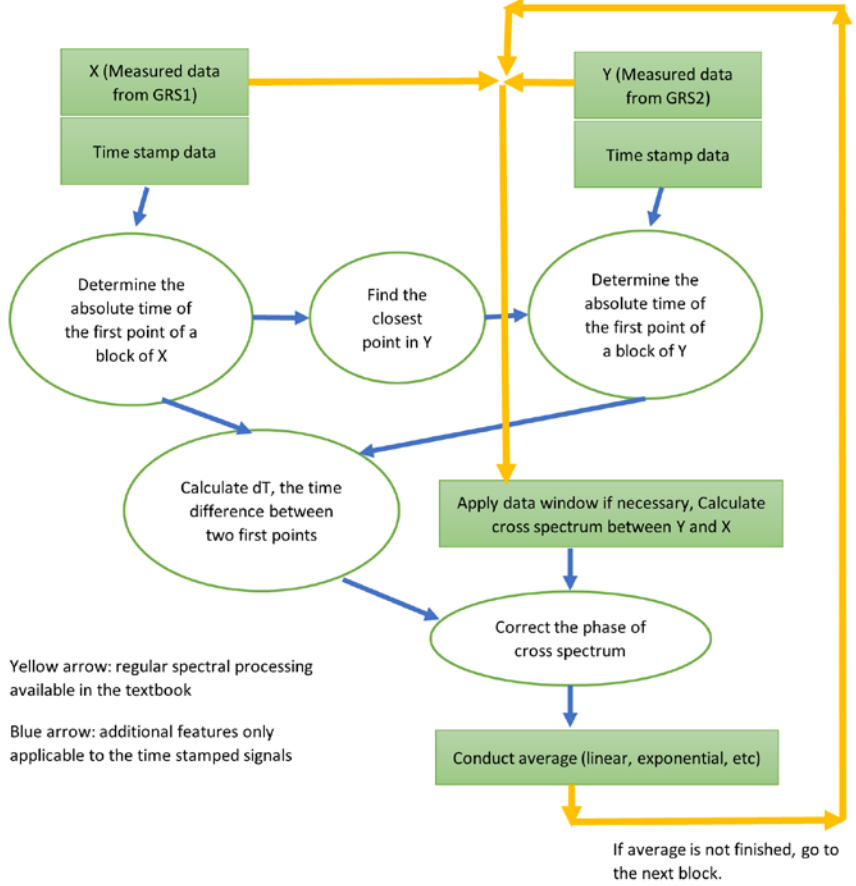 X (Measured data
from GRS1)
Time stamp data
Y (Measured data
from GRS2)
Time stamp data
Determine the
absolute time of
the first point of a
block of X
Find the
closest
point in Y
Determine the
absolute time of
the first point of
a block of Y
Calculate dT, the time
difference between
two first points
Apply data window if necessary, Calculate
cross spectrum between Y and X
Correct the phase of
cross spectrum
Yellow arrow: regular spectral processing
available in the textbook
Blue arrow: additional features only
applicable to the time stamped signals
Conduct average (linear, exponential, etc)
If average is not finished, go to
the next block.